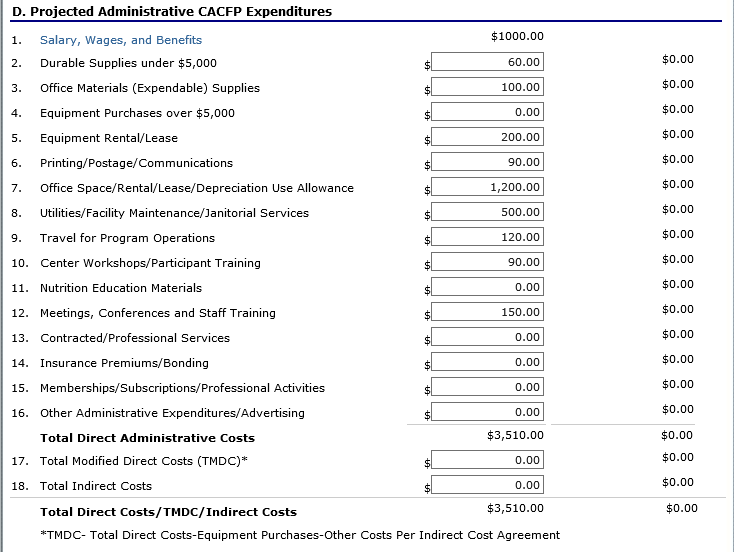 D. Projected Administrative CACFP Expenditures
1. Salary, Wages, and Benefits $1000.00
2. Durable Supplies under $5,000 $ 60.00 $0.00
3. Office Materials (Expendable) Supplies $ 100.00 $0.00
4. Equipment Purchases over $5,000 $ 0.00 $0.00
5. Equipment Rental/Lease $ 200.00 $0.00
6. Printing/Postage/Communications $ 90.00 $0.00
7. Office Space/Rental/Lease/Depreciation Use Allowance $ 1,200.00 $0.00
8. Utilities/Facility Maintenance/Janitorial Services $ 500.00 $0.00
9. Travel for Program Operations $ 120.00 $0.00
10. Center Workshops/Participant Training $ 90.00 $0.00
11. Nutrition Education Materials $ 0.00 $0.00
12. Meetings, Conferences and Staff Training $ 150.00 $0.00
13. Contracted/Professional Services $ 0.00 $0.00
14. Insurance Premiums/Bonding $ 0.00 $0.00
15. Memberships/Subscriptions/Professional Activities $ 0.00 $0.00
16. Other Administrative Expenditures/Advertising $ 0.00 $0.00
Total Direct Administrative Costs $3,510.00 $0.00
17. Total Modified Direct Costs (TMDC)* $ 0.00 $0.00
18. Total Indirect Costs $ 0.00 $0.00
Total Direct Costs/TMDC/Indirect Costs $3,510.00 $0.00
*TMDC- Total Direct Costs-Equipment Purchases-Other Costs Per Indirect Cost Agreement